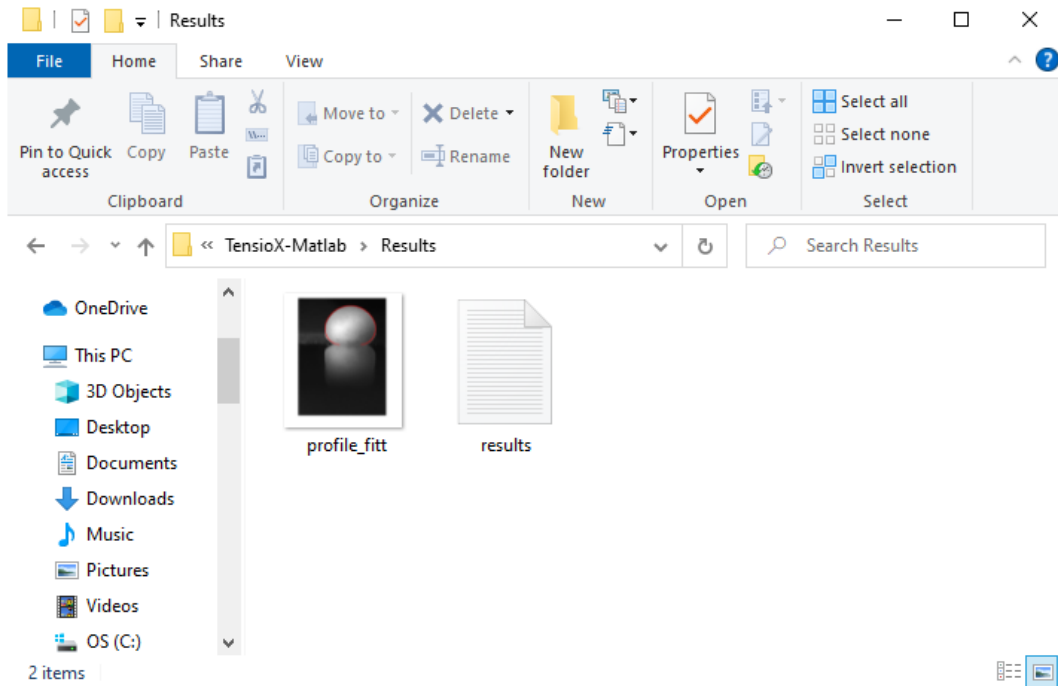 Results
File Home Share View
Pin to Quick access
Copy
Paste
Move to
Copy to
Delete
Rename
New folder
Properties
Select all
Select none
Invert selection
Clipboard Organize New Open Select
« TensioX-Matlab › Results
Search Results
OneDrive
This PC
3D Objects
Desktop
Documents
Downloads
Music
Pictures
Videos
OS (C:)
profile_fitt
results
2 items